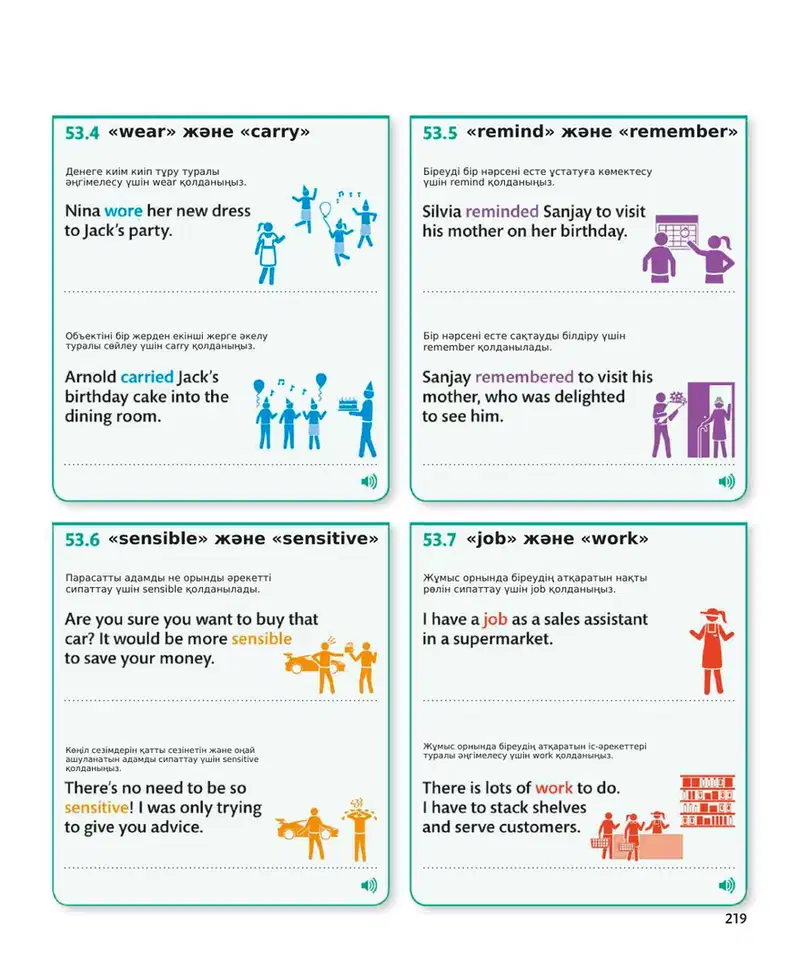 53.4 «wear» және «carry»
Денеге киім киіп тұру туралы
әңгімелесу үшін wear қолданыңыз.
Nina wore her new dress
to Jack's party.
Объектіні бір жерден екінші жерге әкелу
туралы сөйлеу үшін carry қолданыңыз.
Arnold carried Jack's
birthday cake into the
dining room.
53.5 «remind» және «remember»
Біреуді бір нәрсені есте ұстатуға көмектесу
үшін remind қолданыңыз.
Silvia reminded Sanjay to visit
his mother on her birthday.
Бір нәрсені есте сақтауды білдіру үшін
remember қолданылады.
Sanjay remembered to visit his
mother, who was delighted
to see him.
53.6 «sensible» және «sensitive»
Парасатты адамды не орынды әрекетті
сипаттау үшін sensible қолданылады.
Are you sure you want to buy that
car? It would be more sensible
to save your money.
Көңіл сезімдерін қатты сезінетін және оңай
ашуланатын адамды сипаттау үшін sensitive
қолданыңыз.
There's no need to be so
sensitive! I was only trying
to give you advice.
53.7 «job» және «work»
Жұмыс орнында біреудің атқаратын нақты
рөлін сипаттау үшін job қолданыңыз.
I have a job as a sales assistant
in a supermarket.
Жұмыс орнында біреудің атқаратын іс-әрекеттері
туралы әңгімелесу үшін work қолданыңыз.
There is lots of work to do.
I have to stack shelves
and serve customers.
219